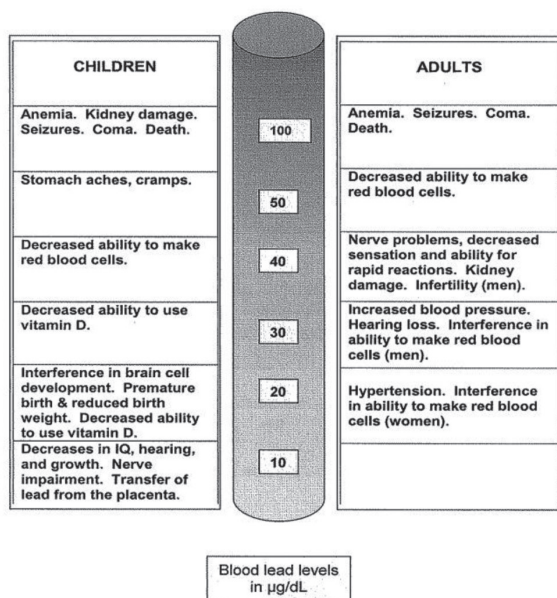 CHILDREN
Anemia. Kidney damage.
Seizures. Coma. Death.
Stomach aches, cramps.
Decreased ability to make
red blood cells.
Decreased ability to use
vitamin D.
Interference in brain cell
development. Premature
birth & reduced birth
weight. Decreased ability
to use vitamin D.
Decreases in IQ, hearing,
and growth. Nerve
impairment. Transfer of
lead from the placenta.
100
50
40
30
20
10
ADULTS
Anemia. Seizures. Coma.
Death.
Decreased ability to make
red blood cells.
Nerve problems, decreased
sensation and ability for
rapid reactions. Kidney
damage. Infertility (men).
Increased blood pressure.
Hearing loss. Interference in
ability to make red blood
cells (men).
Hypertension. Interference
in ability to make red blood
cells (women).
Blood lead levels
in µg/dL